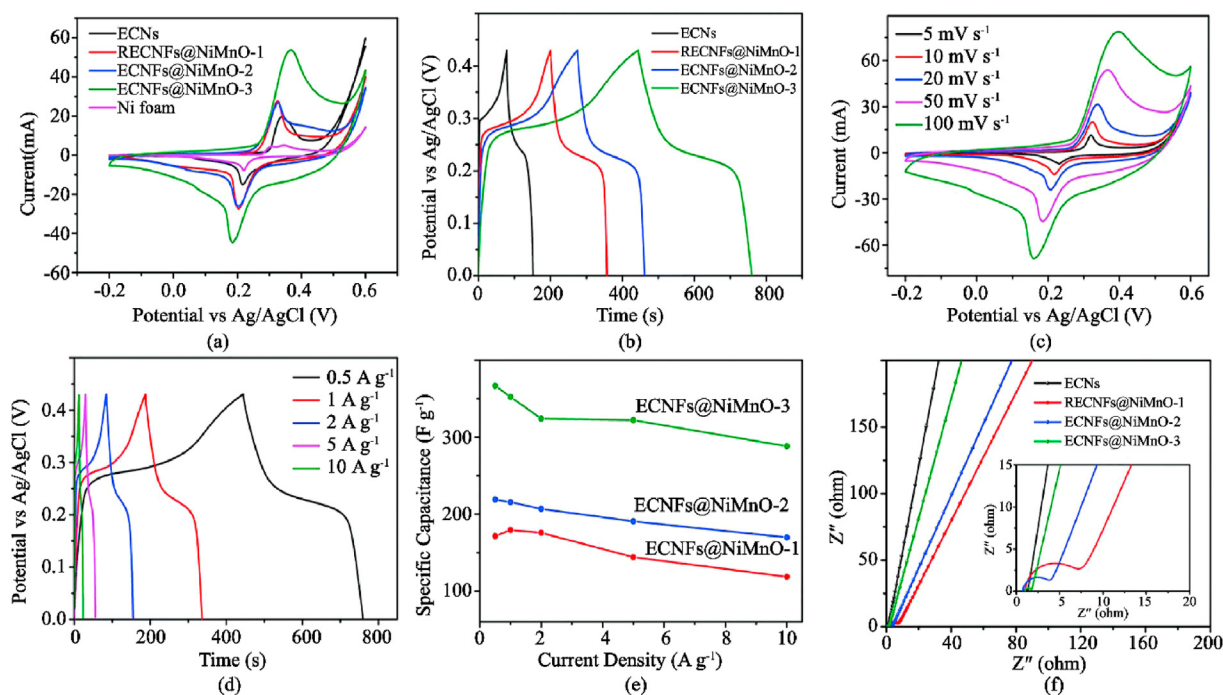 60
40
20
0
-20
-40
-60
Current(mA)
ECNs
RECNFs@NiMnO-1
ECNFs@NiMnO-2
ECNFs@NiMnO-3
Ni foam
-0.2 0.0 0.2 0.4 0.6
Potential vs Ag/AgCl (V)
(a)
0.4
0.3
0.2
0.1
0.0
Potential vs Ag/AgCl (V)
ECNs
RECNFs@NiMnO-1
ECNFs@NiMnO-2
ECNFs@NiMnO-3
0 200 400 600 800
Time (s)
(b)
90
60
30
0
-30
-60
Current (mA)
5 mV s⁻¹
10 mV s⁻¹
20 mV s⁻¹
50 mV s⁻¹
100 mV s⁻¹
-0.2 0.0 0.2 0.4 0.6
Potential vs Ag/AgCl (V)
(c)
0.5
0.4
0.3
0.2
0.1
0.0
Potential vs Ag/AgCl (V)
0.5 A g⁻¹
1 A g⁻¹
2 A g⁻¹
5 A g⁻¹
10 A g⁻¹
0 200 400 600 800
Time (s)
(d)
400
300
200
100
Specific Capacitance (F g⁻¹)
ECNFs@NiMnO-3
ECNFs@NiMnO-2
ECNFs@NiMnO-1
0 2 4 6 8 10
Current Density (A g⁻¹)
(e)
200
150
100
50
0
Z″ (ohm)
ECNs
RECNFs@NiMnO-1
ECNFs@NiMnO-2
ECNFs@NiMnO-3
15
10
5
0
Z″ (ohm)
0 5 10 15 20
Z″ (ohm)
0 40 80 120 160 200
Z″ (ohm)
(f)